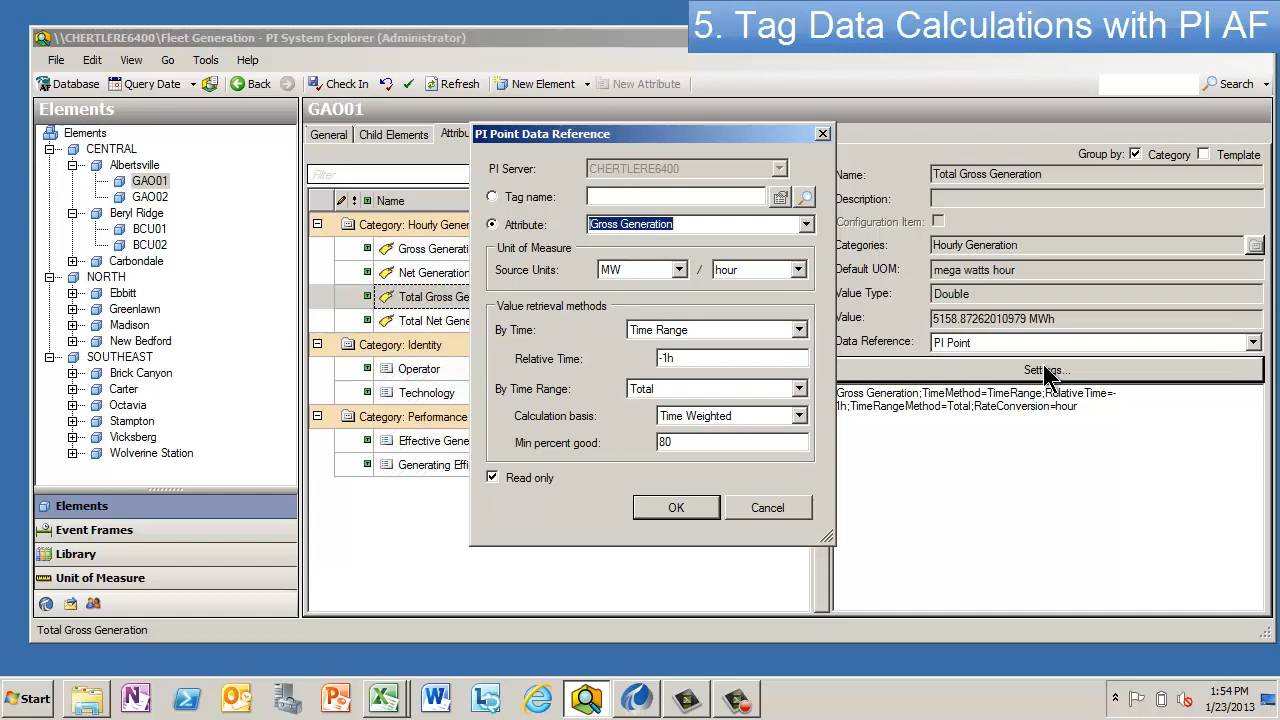 5. Tag Data Calculations with PI AF
\\CHERTLERE6400\Fleet Generation - PI System Explorer (Administrator)
File Edit View Go Tools Help
Database Query Date Back Check In Refresh New Element New Attribute Search
Elements
Elements
CENTRAL
Albertsville
GAO01
GAO02
Beryl Ridge
BCU01
BCU02
Carbondale
NORTH
Ebbitt
Greenlawn
Madison
New Bedford
SOUTHEAST
Brick Canyon
Carter
Octavia
Stampton
Vicksberg
Wolverine Station
Elements
Event Frames
Library
Unit of Measure
Total Gross Generation
GAO01
General Child Elements Attribu
Filter
Name
Category: Hourly Gener
Gross Generati
Net Generation
Total Gross Ge
Total Net Gene
Category: Identity
Operator
Technology
Category: Performance
Effective Gene
Generating Effi
PI Point Data Reference
PI Server: CHERTLERE6400
Tag name:
Attribute: Gross Generation
Unit of Measure
Source Units: MW / hour
Value retrieval methods
By Time: Time Range
Relative Time: -1h
By Time Range: Total
Calculation basis: Time Weighted
Min percent good: 80
Read only
OK Cancel
Group by: Category Template
Name: Total Gross Generation
Description:
Configuration Item:
Categories: Hourly Generation
Default UOM: mega watts hour
Value Type: Double
Value: 5158.87262010979 MWh
Data Reference: PI Point
Settings...
Gross Generation;TimeMethod=TimeRange;RelativeTime=-
1h;TimeRangeMethod=Total;RateConversion=hour
Start
1:54 PM
1/23/2013